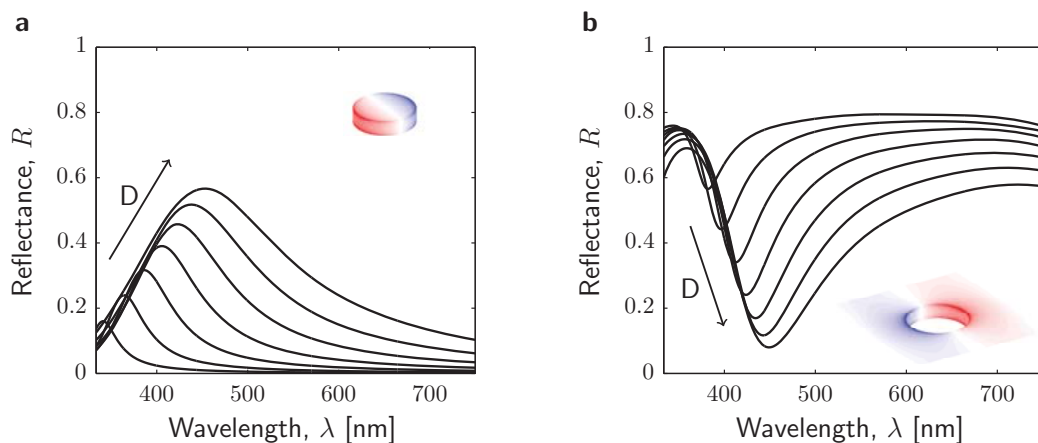 a
1
0.8
0.6
0.4
0.2
0
Reflectance, R
D
400 500 600 700
Wavelength, λ [nm]
b
1
0.8
0.6
0.4
0.2
0
Reflectance, R
D
400 500 600 700
Wavelength, λ [nm]